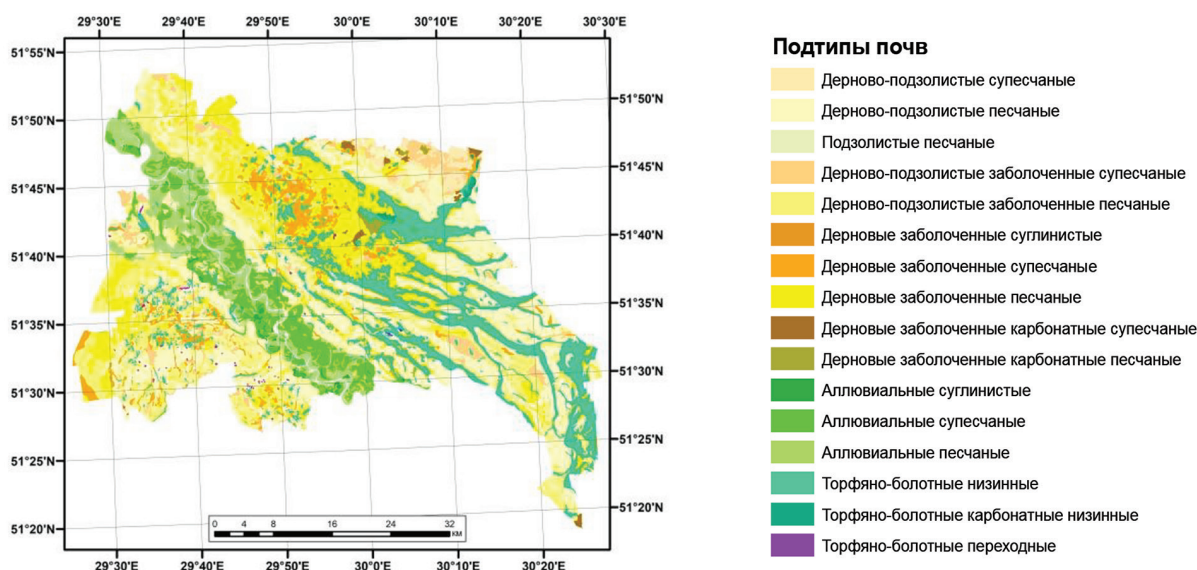 29°30'E 29°40'E 29°50'E 30°0'E 30°10'E 30°20'E 30°30'E
51°55'N
51°50'N
51°45'N
51°40'N
51°35'N
51°30'N
51°25'N
51°20'N
51°50'N
51°45'N
51°40'N
51°35'N
51°30'N
51°25'N
51°20'N
0 4 8 16 24 32
КМ
29°30'E 29°40'E 29°50'E 30°0'E 30°10'E 30°20'E
Подтипы почв
Дерново-подзолистые супесчаные
Дерново-подзолистые песчаные
Подзолистые песчаные
Дерново-подзолистые заболоченные супесчаные
Дерново-подзолистые заболоченные песчаные
Дерновые заболоченные суглинистые
Дерновые заболоченные супесчаные
Дерновые заболоченные песчаные
Дерновые заболоченные карбонатные супесчаные
Дерновые заболоченные карбонатные песчаные
Аллювиальные суглинистые
Аллювиальные супесчаные
Аллювиальные песчаные
Торфяно-болотные низинные
Торфяно-болотные карбонатные низинные
Торфяно-болотные переходные